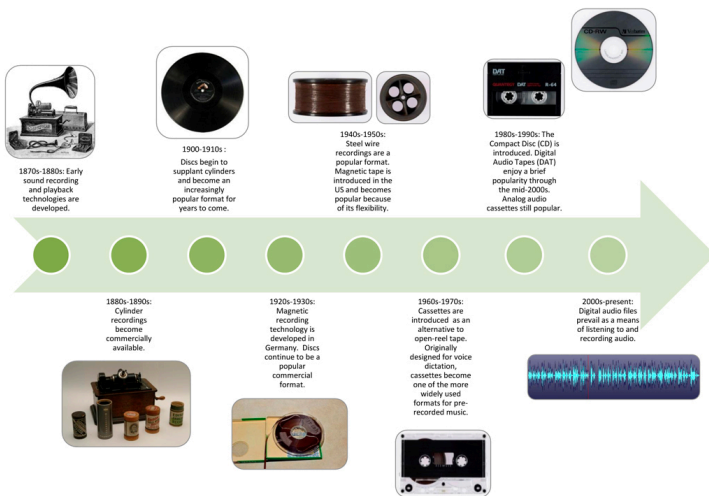 1870s-1880s: Early
sound recording
and playback
technologies are
developed.
1900-1910s :
Discs begin to
supplant cylinders
and become an
increasingly
popular format for
years to come.
1940s-1950s:
Steel wire
recordings are a
popular format.
Magnetic tape is
introduced in the
US and becomes
popular because
of its flexibility.
DAT
R-64
1980s-1990s: The
Compact Disc (CD) is
introduced. Digital
Audio Tapes (DAT)
enjoy a brief
popularity through
the mid-2000s.
Analog audio
cassettes still popular.
CD-RW
1880s-1890s:
Cylinder
recordings
become
commercially
available.
1920s-1930s:
Magnetic
recording
technology is
developed in
Germany. Discs
continue to be a
popular
commercial
format.
1960s-1970s:
Cassettes are
introduced as an
alternative to
open-reel tape.
Originally
designed for voice
dictation,
cassettes become
one of the more
widely used
formats for pre-
recorded music.
2000s-present:
Digital audio files
prevail as a means
of listening to and
recording audio.